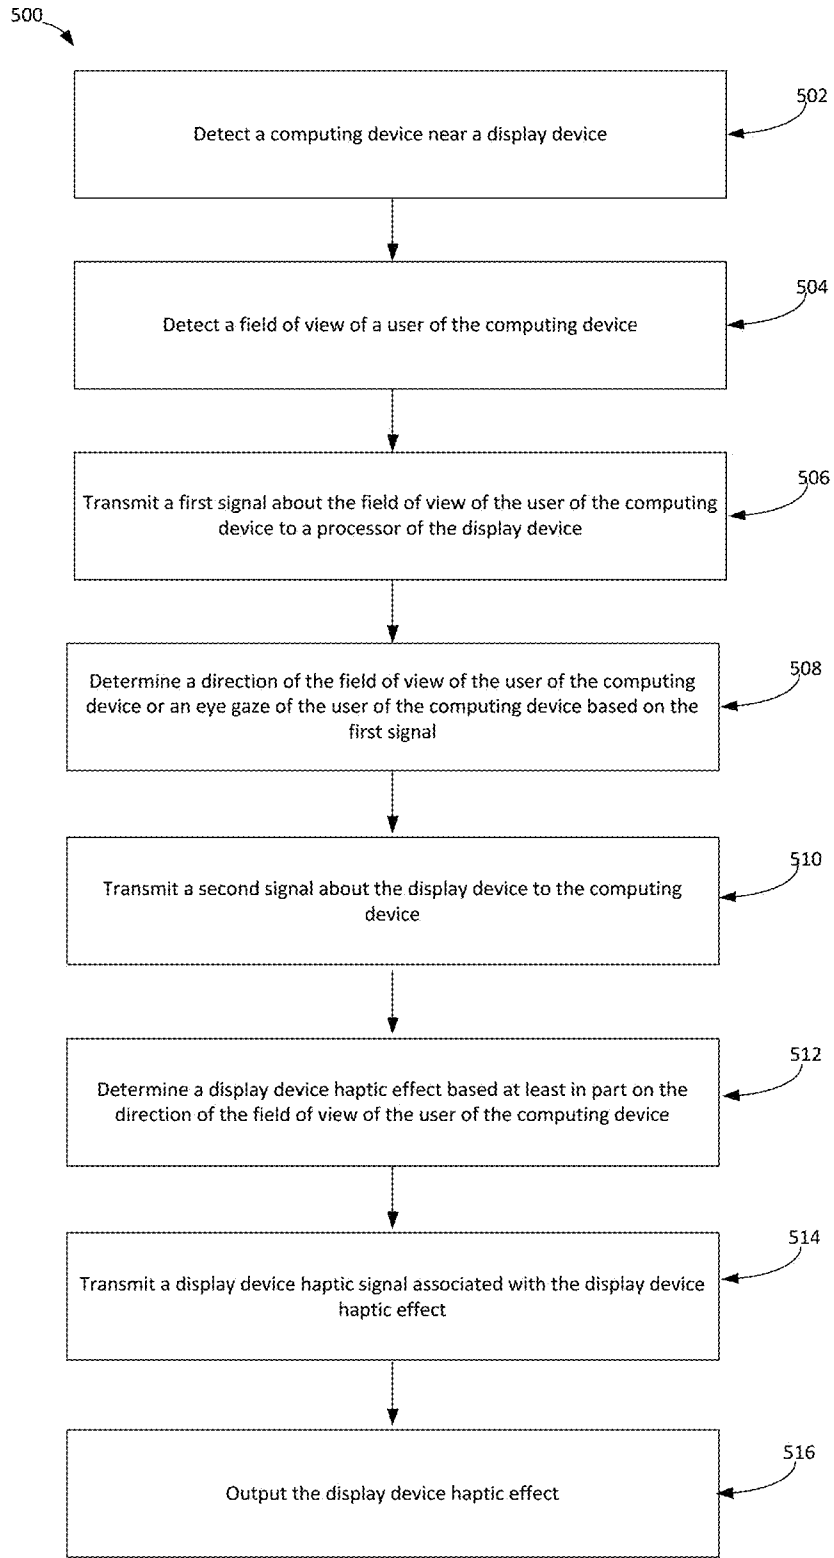 500
502
Detect a computing device near a display device
504
Detect a field of view of a user of the computing device
506
Transmit a first signal about the field of view of the user of the computing
device to a processor of the display device
508
Determine a direction of the field of view of the user of the computing
device or an eye gaze of the user of the computing device based on the
first signal
510
Transmit a second signal about the display device to the computing
device
512
Determine a display device haptic effect based at least in part on the
direction of the field of view of the user of the computing device
514
Transmit a display device haptic signal associated with the display device
haptic effect
516
Output the display device haptic effect